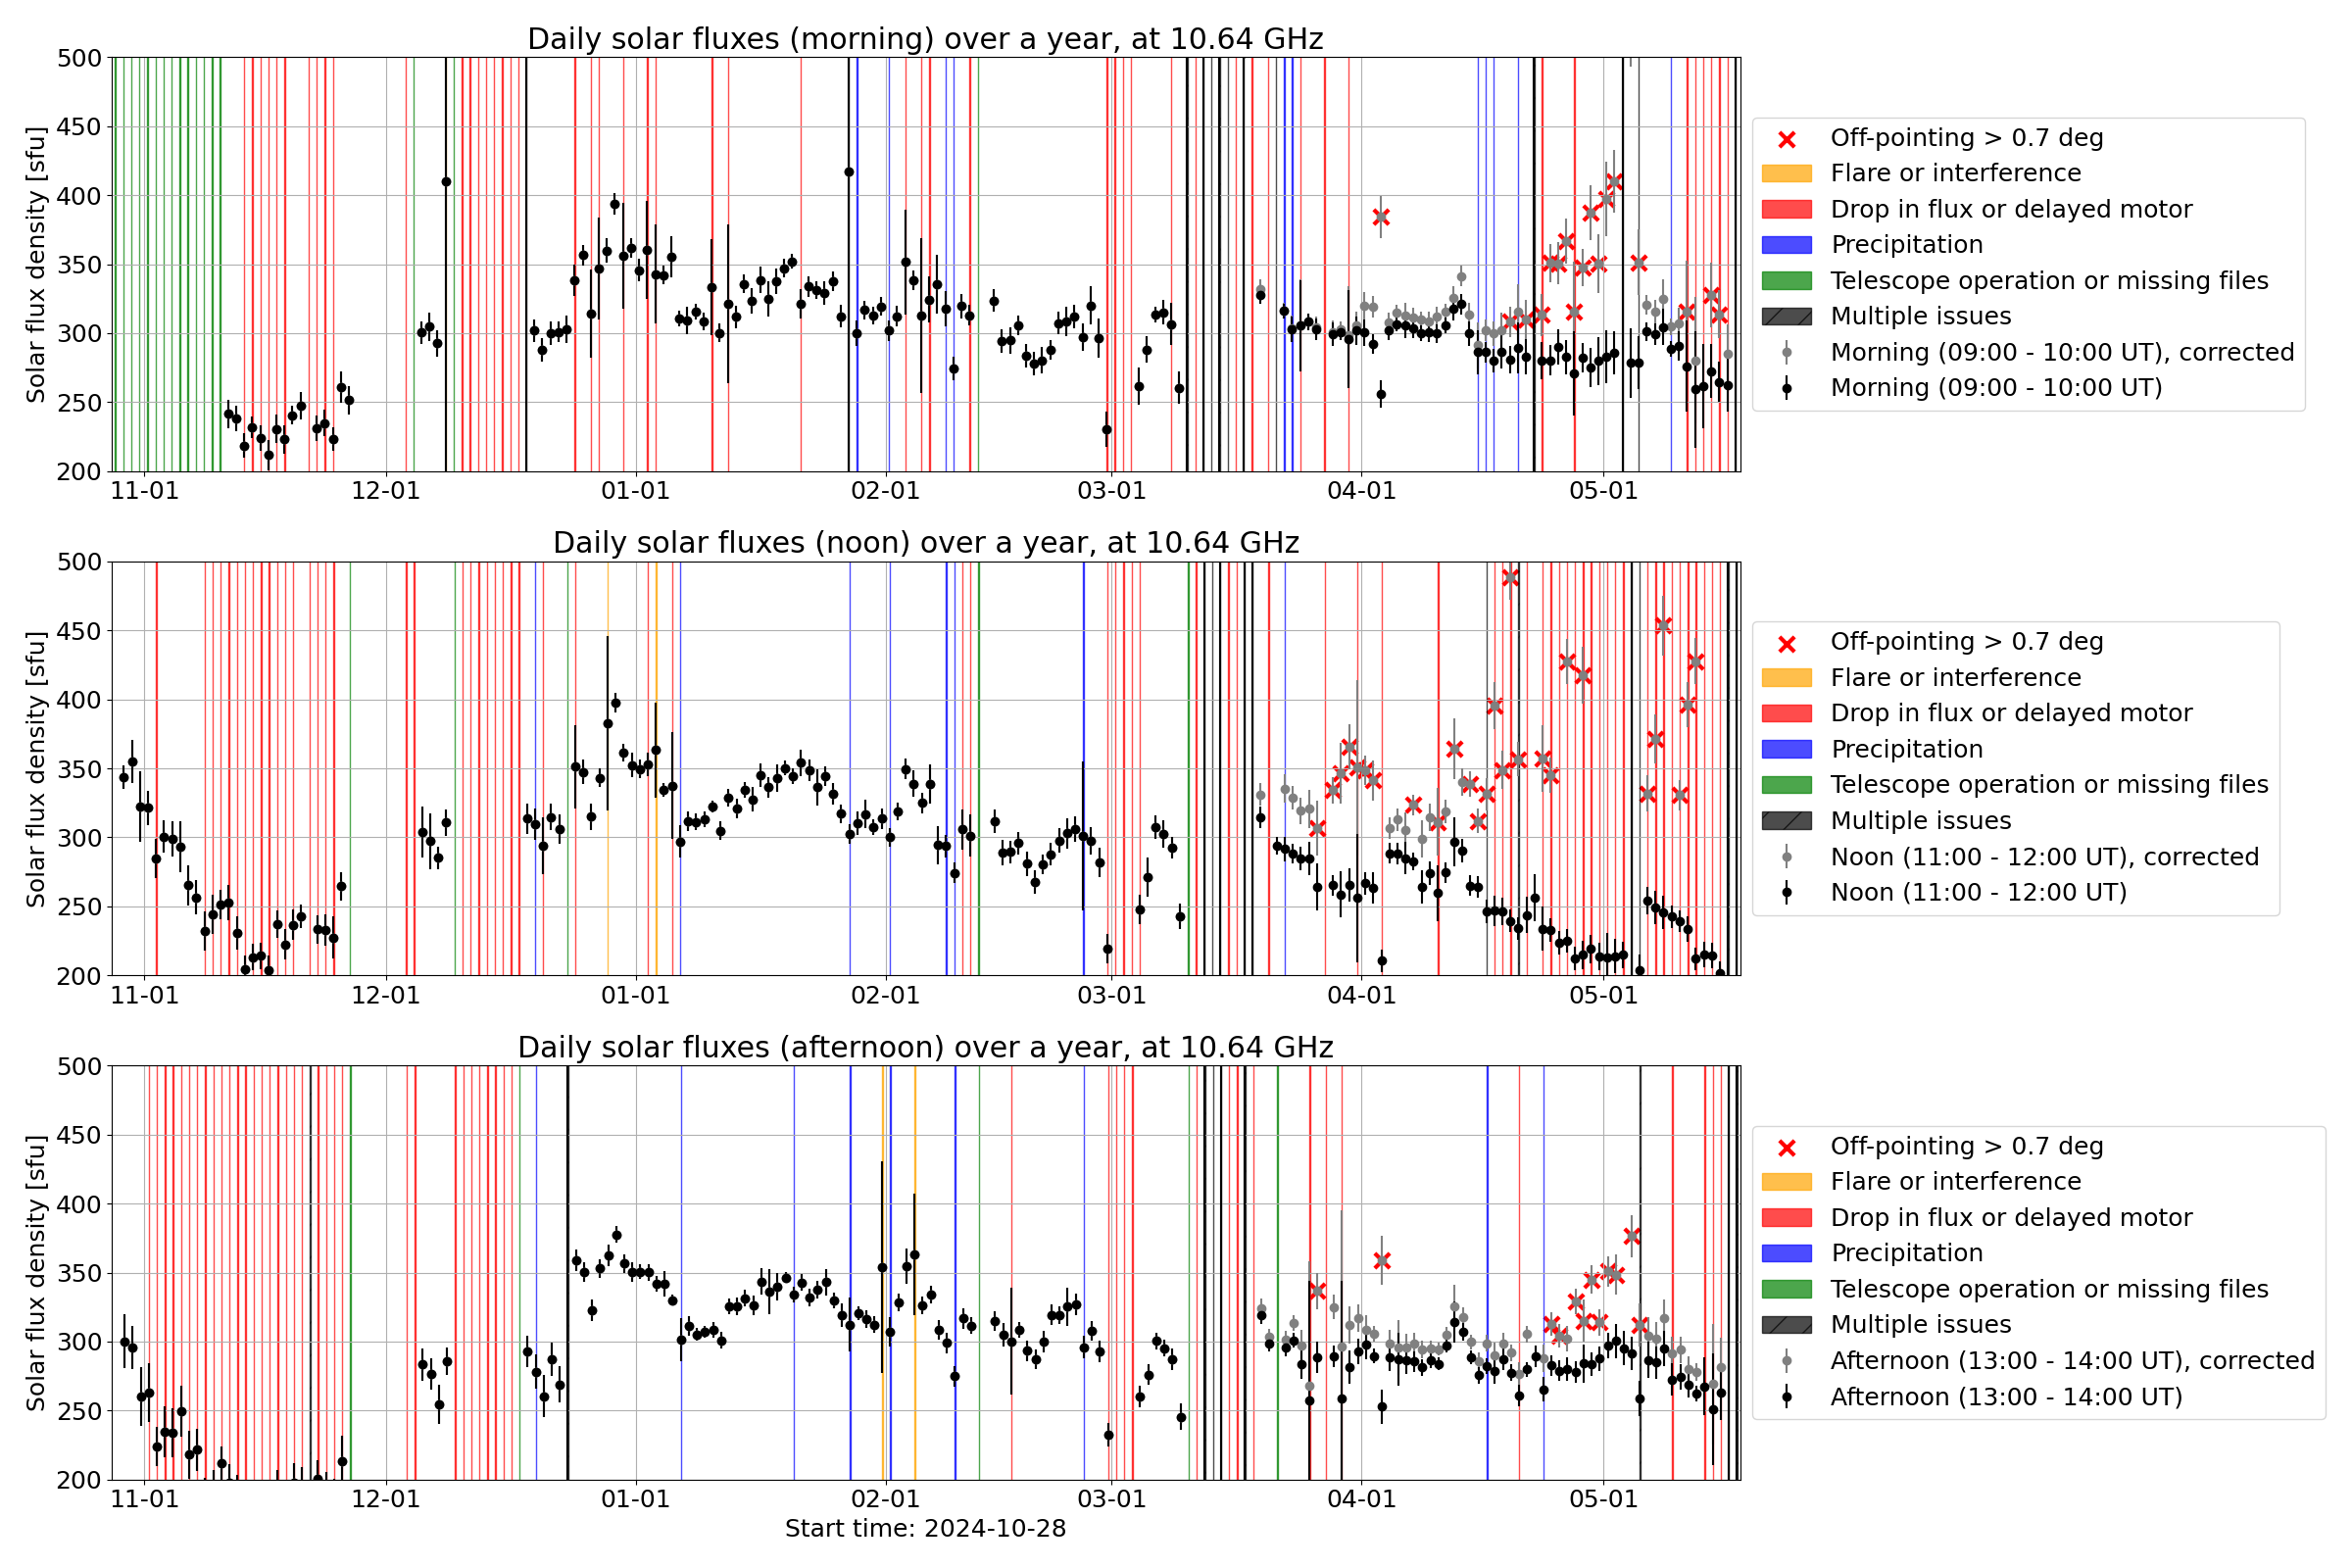 Daily solar fluxes (morning) over a year, at 10.64 GHz
Solar flux density [sfu]
500
450
400
350
300
250
200
11-01 12-01 01-01 02-01 03-01 04-01 05-01
Off-pointing > 0.7 deg
Flare or interference
Drop in flux or delayed motor
Precipitation
Telescope operation or missing files
Multiple issues
Morning (09:00 - 10:00 UT), corrected
Morning (09:00 - 10:00 UT)
Daily solar fluxes (noon) over a year, at 10.64 GHz
Solar flux density [sfu]
500
450
400
350
300
250
200
11-01 12-01 01-01 02-01 03-01 04-01 05-01
Off-pointing > 0.7 deg
Flare or interference
Drop in flux or delayed motor
Precipitation
Telescope operation or missing files
Multiple issues
Noon (11:00 - 12:00 UT), corrected
Noon (11:00 - 12:00 UT)
Daily solar fluxes (afternoon) over a year, at 10.64 GHz
Solar flux density [sfu]
500
450
400
350
300
250
200
11-01 12-01 01-01 02-01 03-01 04-01 05-01
Start time: 2024-10-28
Off-pointing > 0.7 deg
Flare or interference
Drop in flux or delayed motor
Precipitation
Telescope operation or missing files
Multiple issues
Afternoon (13:00 - 14:00 UT), corrected
Afternoon (13:00 - 14:00 UT)